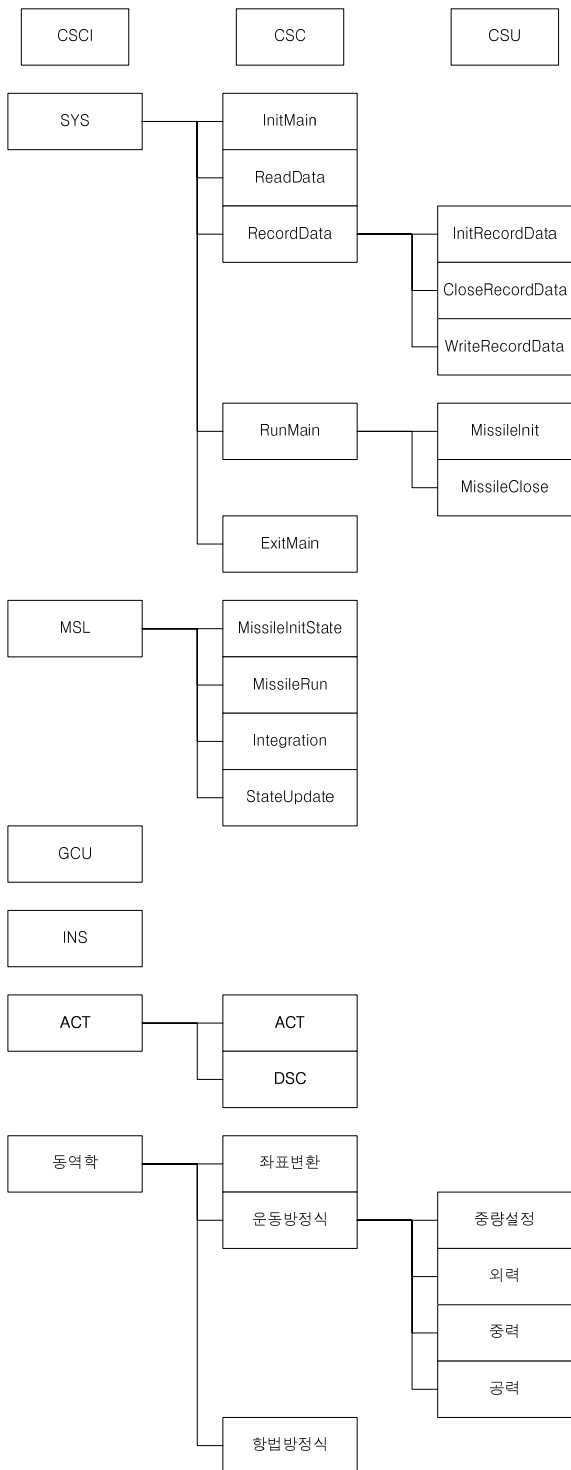 CSCI
CSC
CSU
SYS
InitMain
ReadData
RecordData
InitRecordData
CloseRecordData
WriteRecordData
RunMain
MissileInit
MissileClose
ExitMain
MSL
MissileInitState
MissileRun
Integration
StateUpdate
GCU
INS
ACT
ACT
DSC
동역학
좌표변환
운동방정식
중량설정
외력
중력
공력
항법방정식